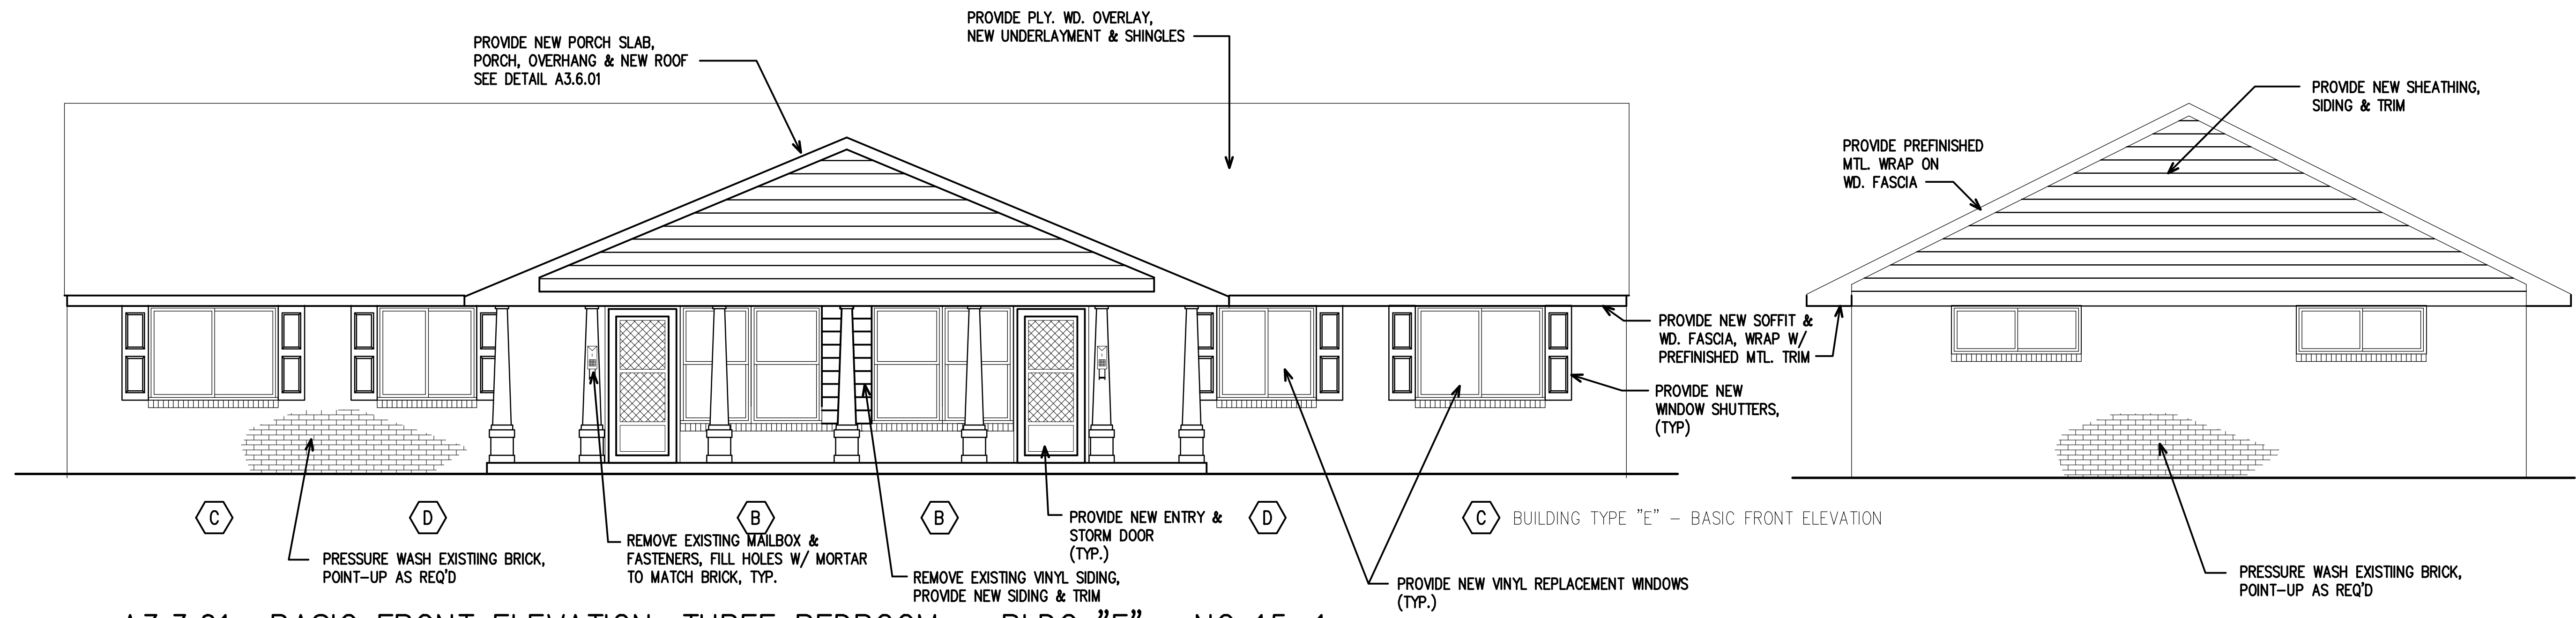 PROVIDE PLY. WD. OVERLAY,
NEW UNDERLAYMENT & SHINGLES
PROVIDE NEW PORCH SLAB,
PORCH, OVERHANG & NEW ROOF
SEE DETAIL A3.6.01
PROVIDE NEW SHEATHING,
SIDING & TRIM
PROVIDE PREFINISHED
MTL. WRAP ON
WD. FASCIA
PROVIDE NEW SOFFIT &
WD. FASCIA, WRAP W/
PREFINISHED MTL. TRIM
PROVIDE NEW
WINDOW SHUTTERS,
(TYP)
C
D
B
B
D
C
BUILDING TYPE "E" - BASIC FRONT ELEVATION
PRESSURE WASH EXISTIING BRICK,
POINT-UP AS REQ'D
REMOVE EXISTING MAILBOX &
FASTENERS, FILL HOLES W/ MORTAR
TO MATCH BRICK, TYP.
REMOVE EXISTING VINYL SIDING,
PROVIDE NEW SIDING & TRIM
PROVIDE NEW ENTRY &
STORM DOOR
(TYP.)
PROVIDE NEW VINYL REPLACEMENT WINDOWS
(TYP.)
PRESSURE WASH EXISTIING BRICK,
POINT-UP AS REQ'D
BASIC FRONT ELEVATION THREE BEDROOM